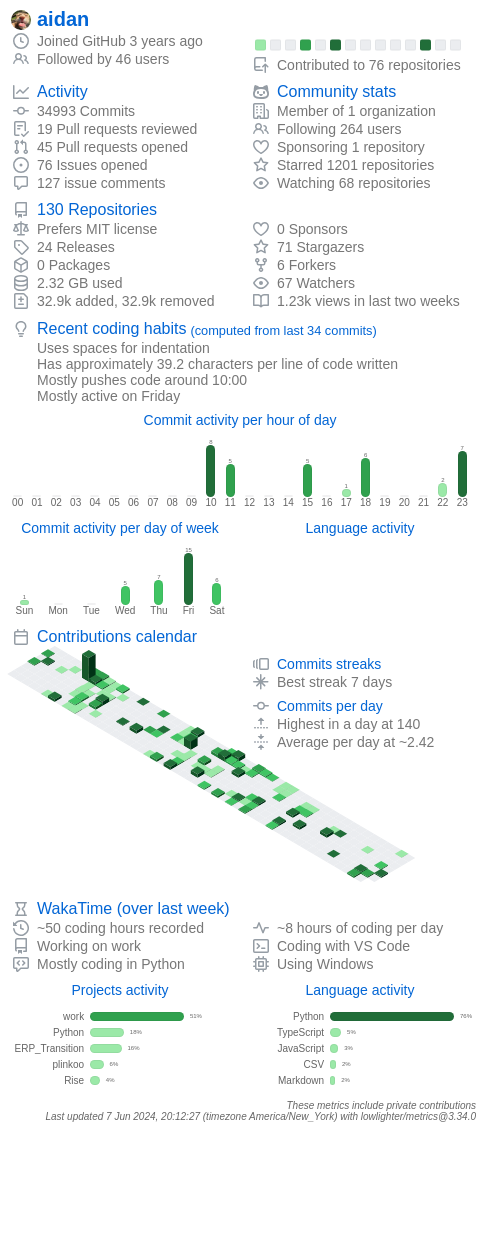 aidan
Joined GitHub 3 years ago
Followed by 46 users
Contributed to 76 repositories
Activity
34993 Commits
19 Pull requests reviewed
45 Pull requests opened
76 Issues opened
127 issue comments
Community stats
Member of 1 organization
Following 264 users
Sponsoring 1 repository
Starred 1201 repositories
Watching 68 repositories
130 Repositories
Prefers MIT license
24 Releases
0 Packages
2.32 GB used
32.9k added, 32.9k removed
0 Sponsors
71 Stargazers
6 Forkers
67 Watchers
1.23k views in last two weeks
Recent coding habits (computed from last 34 commits)
Uses spaces for indentation
Has approximately 39.2 characters per line of code written
Mostly pushes code around 10:00
Mostly active on Friday
Commit activity per hour of day
8 5 5 1 6 2 7
00 01 02 03 04 05 06 07 08 09 10 11 12 13 14 15 16 17 18 19 20 21 22 23
Commit activity per day of week
1 5 7 15 6
Sun Mon Tue Wed Thu Fri Sat
Language activity
Contributions calendar
Commits streaks
Best streak 7 days
Commits per day
Highest in a day at 140
Average per day at ~2.42
WakaTime (over last week)
~50 coding hours recorded
Working on work
Mostly coding in Python
~8 hours of coding per day
Coding with VS Code
Using Windows
Projects activity
work 51%
Python 18%
ERP_Transition 16%
plinkoo 6%
Rise 4%
Language activity
Python 76%
TypeScript 5%
JavaScript 3%
CSV 2%
Markdown 2%
These metrics include private contributions
Last updated 7 Jun 2024, 20:12:27 (timezone America/New_York) with lowlighter/metrics@3.34.0